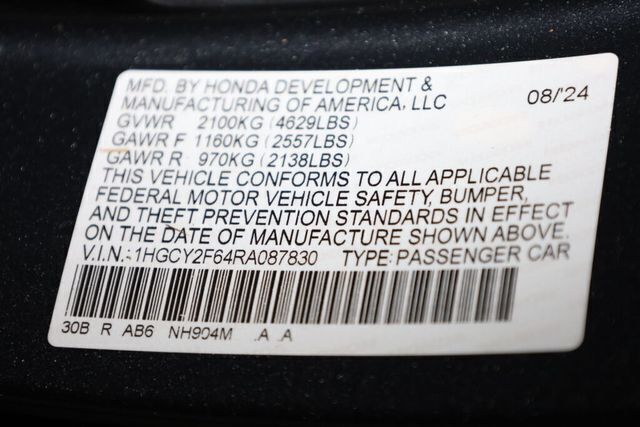 MFD. BY HONDA DEVELOPMENT &
MANUFACTURING OF AMERICA, LLC 08/'24
GVWR 2100KG (4629LBS)
GAWR F 1160KG (2557LBS)
GAWR R 970KG (2138LBS)
THIS VEHICLE CONFORMS TO ALL APPLICABLE
FEDERAL MOTOR VEHICLE SAFETY, BUMPER,
AND THEFT PREVENTION STANDARDS IN EFFECT
ON THE DATE OF MANUFACTURE SHOWN ABOVE.
V.I.N.:1HGCY2F64RA087830 TYPE:PASSENGER CAR
30B R AB6 NH904M .A .A